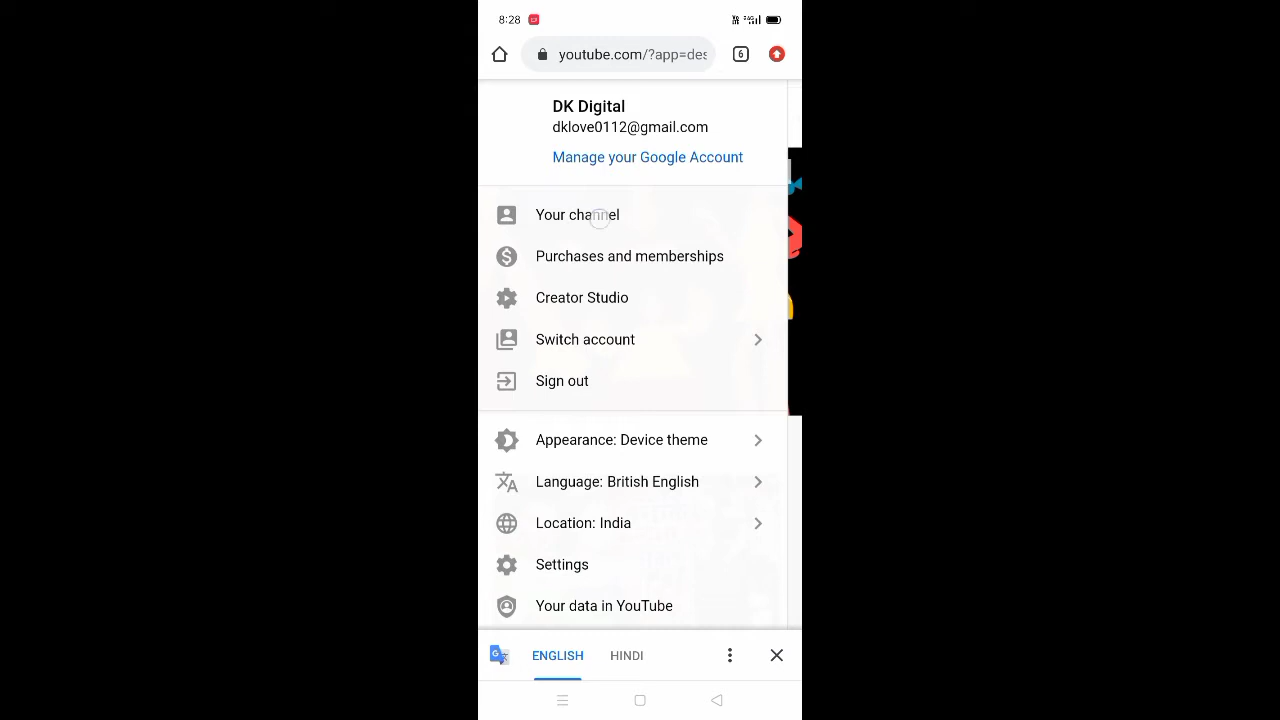 8:28
youtube.com/?app=des
6
DK Digital
dklove0112@gmail.com
Manage your Google Account
Your channel
Purchases and memberships
Creator Studio
Switch account
Sign out
Appearance: Device theme
Language: British English
Location: India
Settings
Your data in YouTube
ENGLISH HINDI